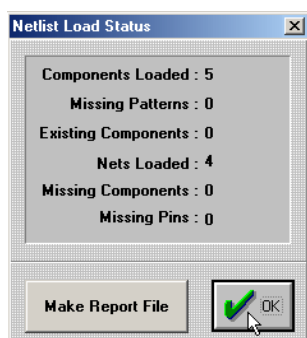 Netlist Load Status
Components Loaded : 5
Missing Patterns : 0
Existing Components : 0
Nets Loaded : 4
Missing Components : 0
Missing Pins : 0
Make Report File
OK